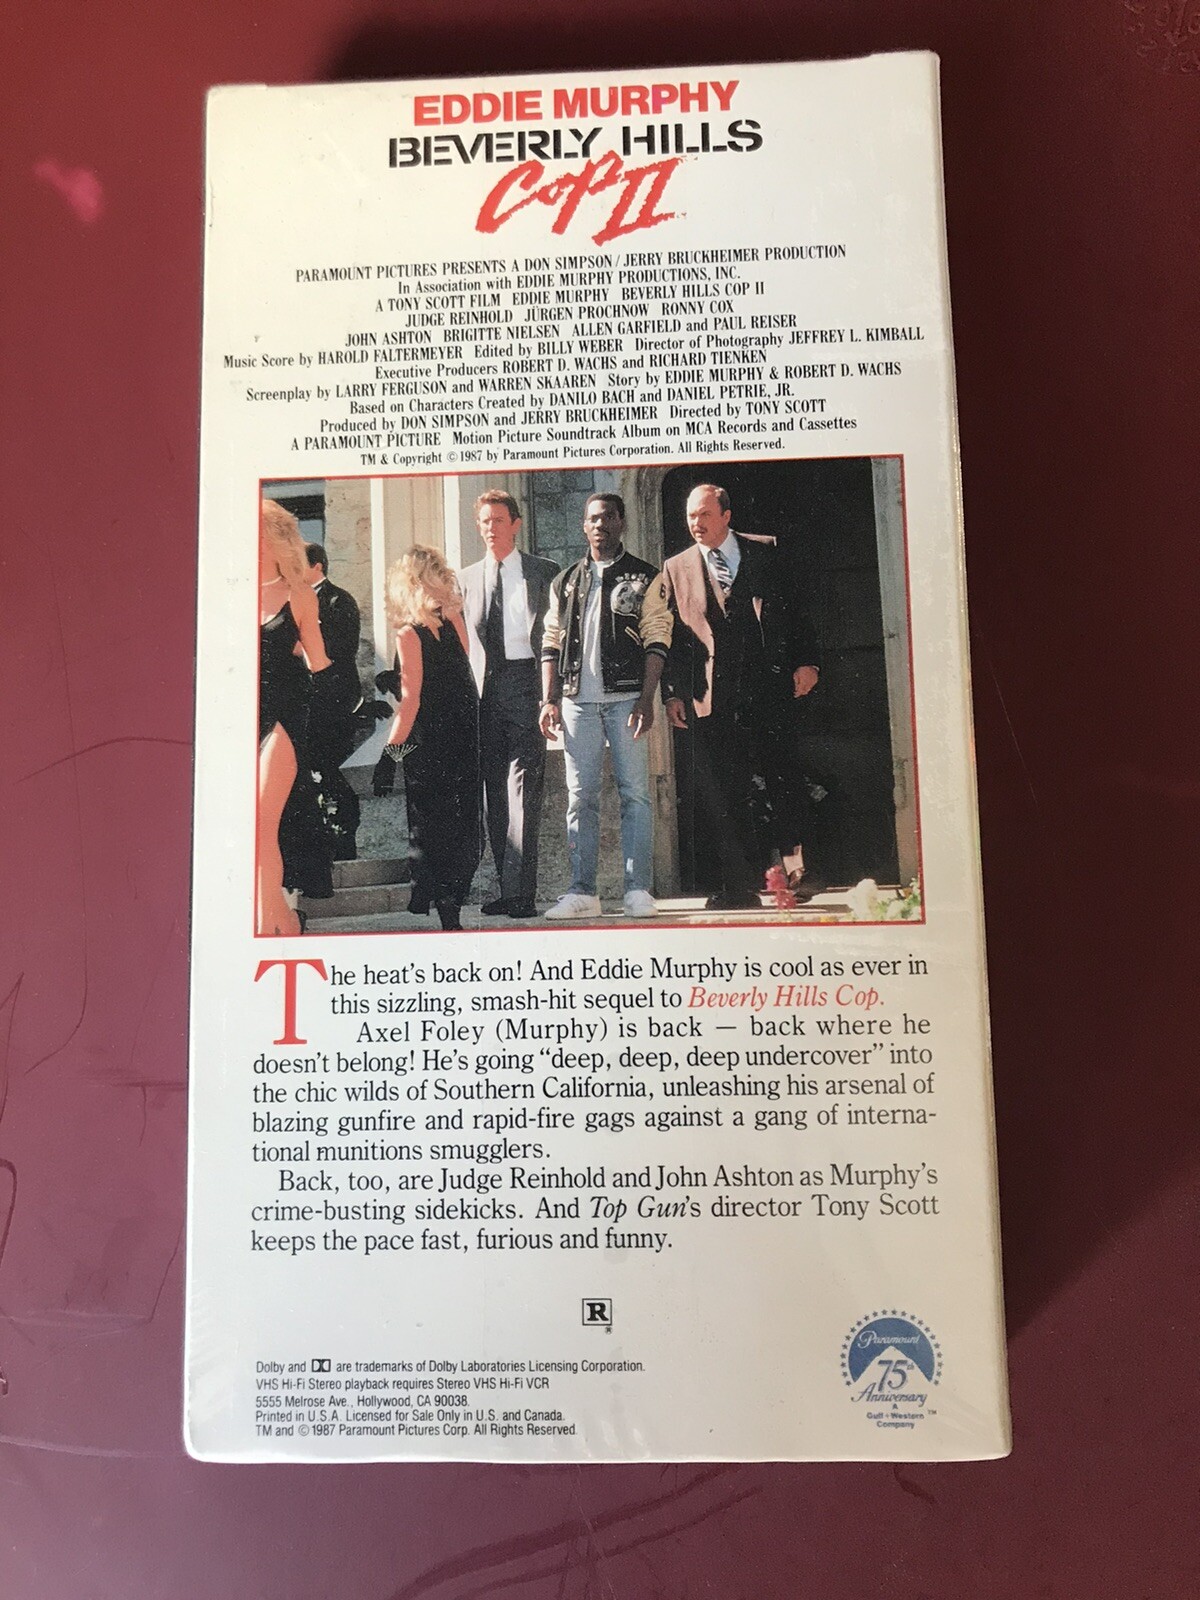 EDDIE MURPHY
BEVERLY HILLS
Cop II
PARAMOUNT PICTURES PRESENTS A DON SIMPSON / JERRY BRUCKHEIMER PRODUCTION
In Association with EDDIE MURPHY PRODUCTIONS, INC.
A TONY SCOTT FILM EDDIE MURPHY BEVERLY HILLS COP II
JUDGE REINHOLD JÜRGEN PROCHNOW RONNY COX
JOHN ASHTON BRIGITTE NIELSEN ALLEN GARFIELD and PAUL REISER
Music Score by HAROLD FALTERMEYER Edited by BILLY WEBER Director of Photography JEFFREY L. KIMBALL
Executive Producers ROBERT D. WACHS and RICHARD TIENKEN
Screenplay by LARRY FERGUSON and WARREN SKAAREN Story by EDDIE MURPHY & ROBERT D. WACHS
Based on Characters Created by DANILO BACH and DANIEL PETRIE, JR.
Produced by DON SIMPSON and JERRY BRUCKHEIMER Directed by TONY SCOTT
A PARAMOUNT PICTURE Motion Picture Soundtrack Album on MCA Records and Cassettes
TM & Copyright © 1987 by Paramount Pictures Corporation. All Rights Reserved.
The heat's back on! And Eddie Murphy is cool as ever in
this sizzling, smash-hit sequel to Beverly Hills Cop.
Axel Foley (Murphy) is back — back where he
doesn't belong! He's going "deep, deep, deep undercover" into
the chic wilds of Southern California, unleashing his arsenal of
blazing gunfire and rapid-fire gags against a gang of interna-
tional munitions smugglers.
Back, too, are Judge Reinhold and John Ashton as Murphy's
crime-busting sidekicks. And Top Gun's director Tony Scott
keeps the pace fast, furious and funny.
R
®
Dolby and are trademarks of Dolby Laboratories Licensing Corporation.
VHS Hi-Fi Stereo playback requires Stereo VHS Hi-Fi VCR
5555 Melrose Ave., Hollywood, CA 90038.
Printed in U.S.A. Licensed for Sale Only in U.S. and Canada.
TM and © 1987 Paramount Pictures Corp. All Rights Reserved.
Paramount
75th
Anniversary
A
Gulf+Western
Company
TM